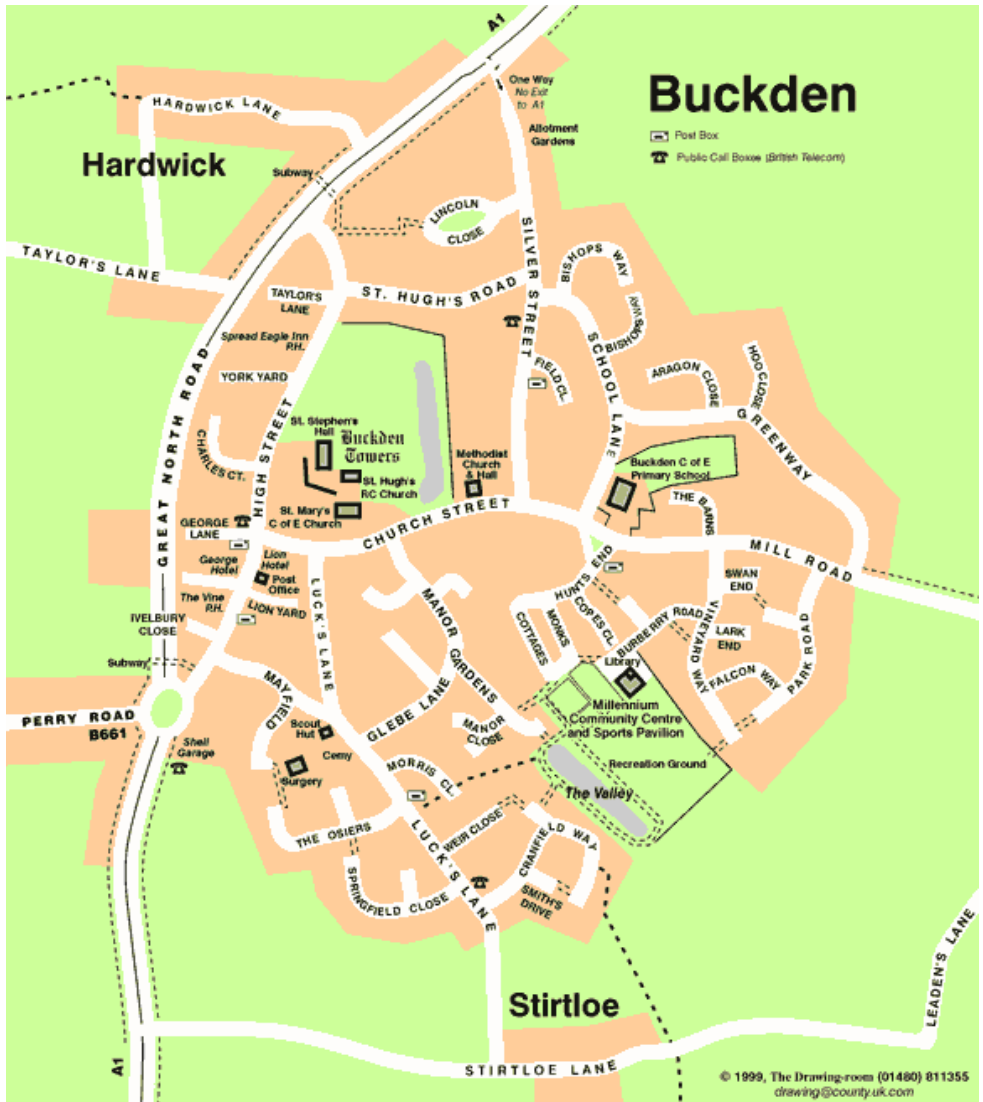 A1
One Way
No Exit
to A1
Buckden
Post Box
Public Call Boxes (British Telecom)
HARDWICK LANE
Allotment
Gardens
Hardwick
Subway
LINCOLN
CLOSE
SILVER STREET
BISHOPS WAY
BISHOPS WAY
TAYLOR'S LANE
TAYLOR'S
LANE
ST. HUGH'S ROAD
Spread Eagle Inn
P.H.
SCHOOL LANE
FIELD CL.
ARAGON CLOSE
HOO CLOSE
GREENWAY
YORK YARD
GREAT NORTH ROAD
HIGH STREET
CHARLES CT.
St. Stephen's
Hall
Buckden
Towers
St. Hugh's
RC Church
St. Mary's
C of E Church
Methodist
Church
& Hall
Buckden C of E
Primary School
THE BARNS
CHURCH STREET
MILL ROAD
GEORGE
LANE
George
Hotel
Lion
Hotel
Post
Office
The Vine
P.H.
LION YARD
IVELBURY
CLOSE
LUCK'S LANE
MANOR GARDENS
HUNTS END
COPES CL.
MONKS
COTTAGES
BURBERRY ROAD
SWAN
END
VINEYARD WAY
LARK
END
PARK ROAD
FALCON WAY
Library
Subway
MAYFIELD
GLEBE LANE
MANOR
CLOSE
Millennium
Community Centre
and Sports Pavilion
PERRY ROAD
B661
Shell
Garage
Scout
Hut
Cemy
Surgery
MORRIS CL.
Recreation Ground
The Valley
THE OSIERS
LUCK'S LANE
WEIR CLOSE
CRANFIELD WAY
SPRINGFIELD CLOSE
SMITH'S
DRIVE
Stirtloe
LEADEN'S LANE
A1
STIRTLOE LANE
© 1999, The Drawing-room (01480) 811355
drawing@county.uk.com